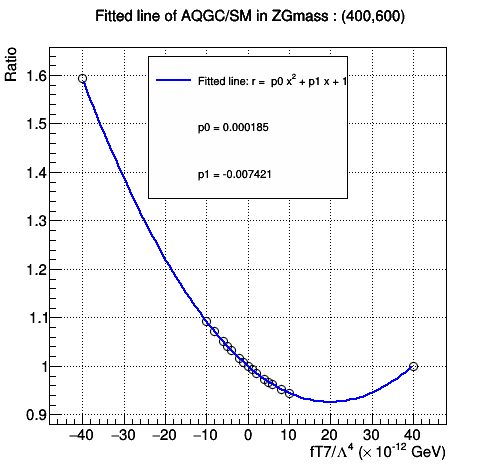 Fitted line of AQGC/SM in ZGmass : (400,600)
Ratio
Fitted line: r = p0 x² + p1 x + 1
p0 = 0.000185
p1 = -0.007421
1.6
1.5
1.4
1.3
1.2
1.1
1
0.9
−40 −30 −20 −10 0 10 20 30 40
fT7/Λ⁴ (× 10⁻¹² GeV)